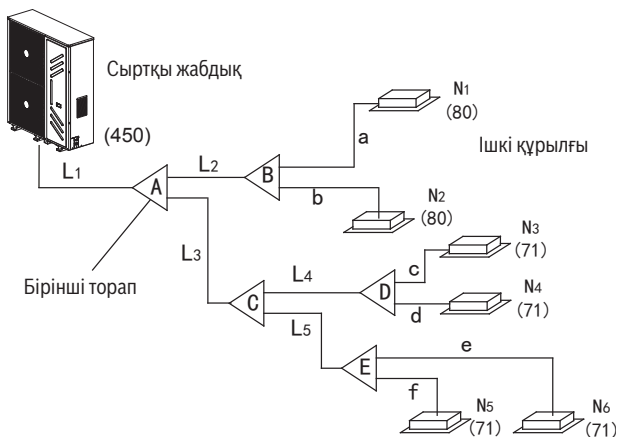 Сыртқы жабдық
(450)
L1
A
L2
B
a
N1
(80)
Ішкі құрылғы
b
N2
(80)
L3
Бірінші торап
C
L4
D
c
N3
(71)
d
N4
(71)
L5
E
e
f
N5
(71)
N6
(71)